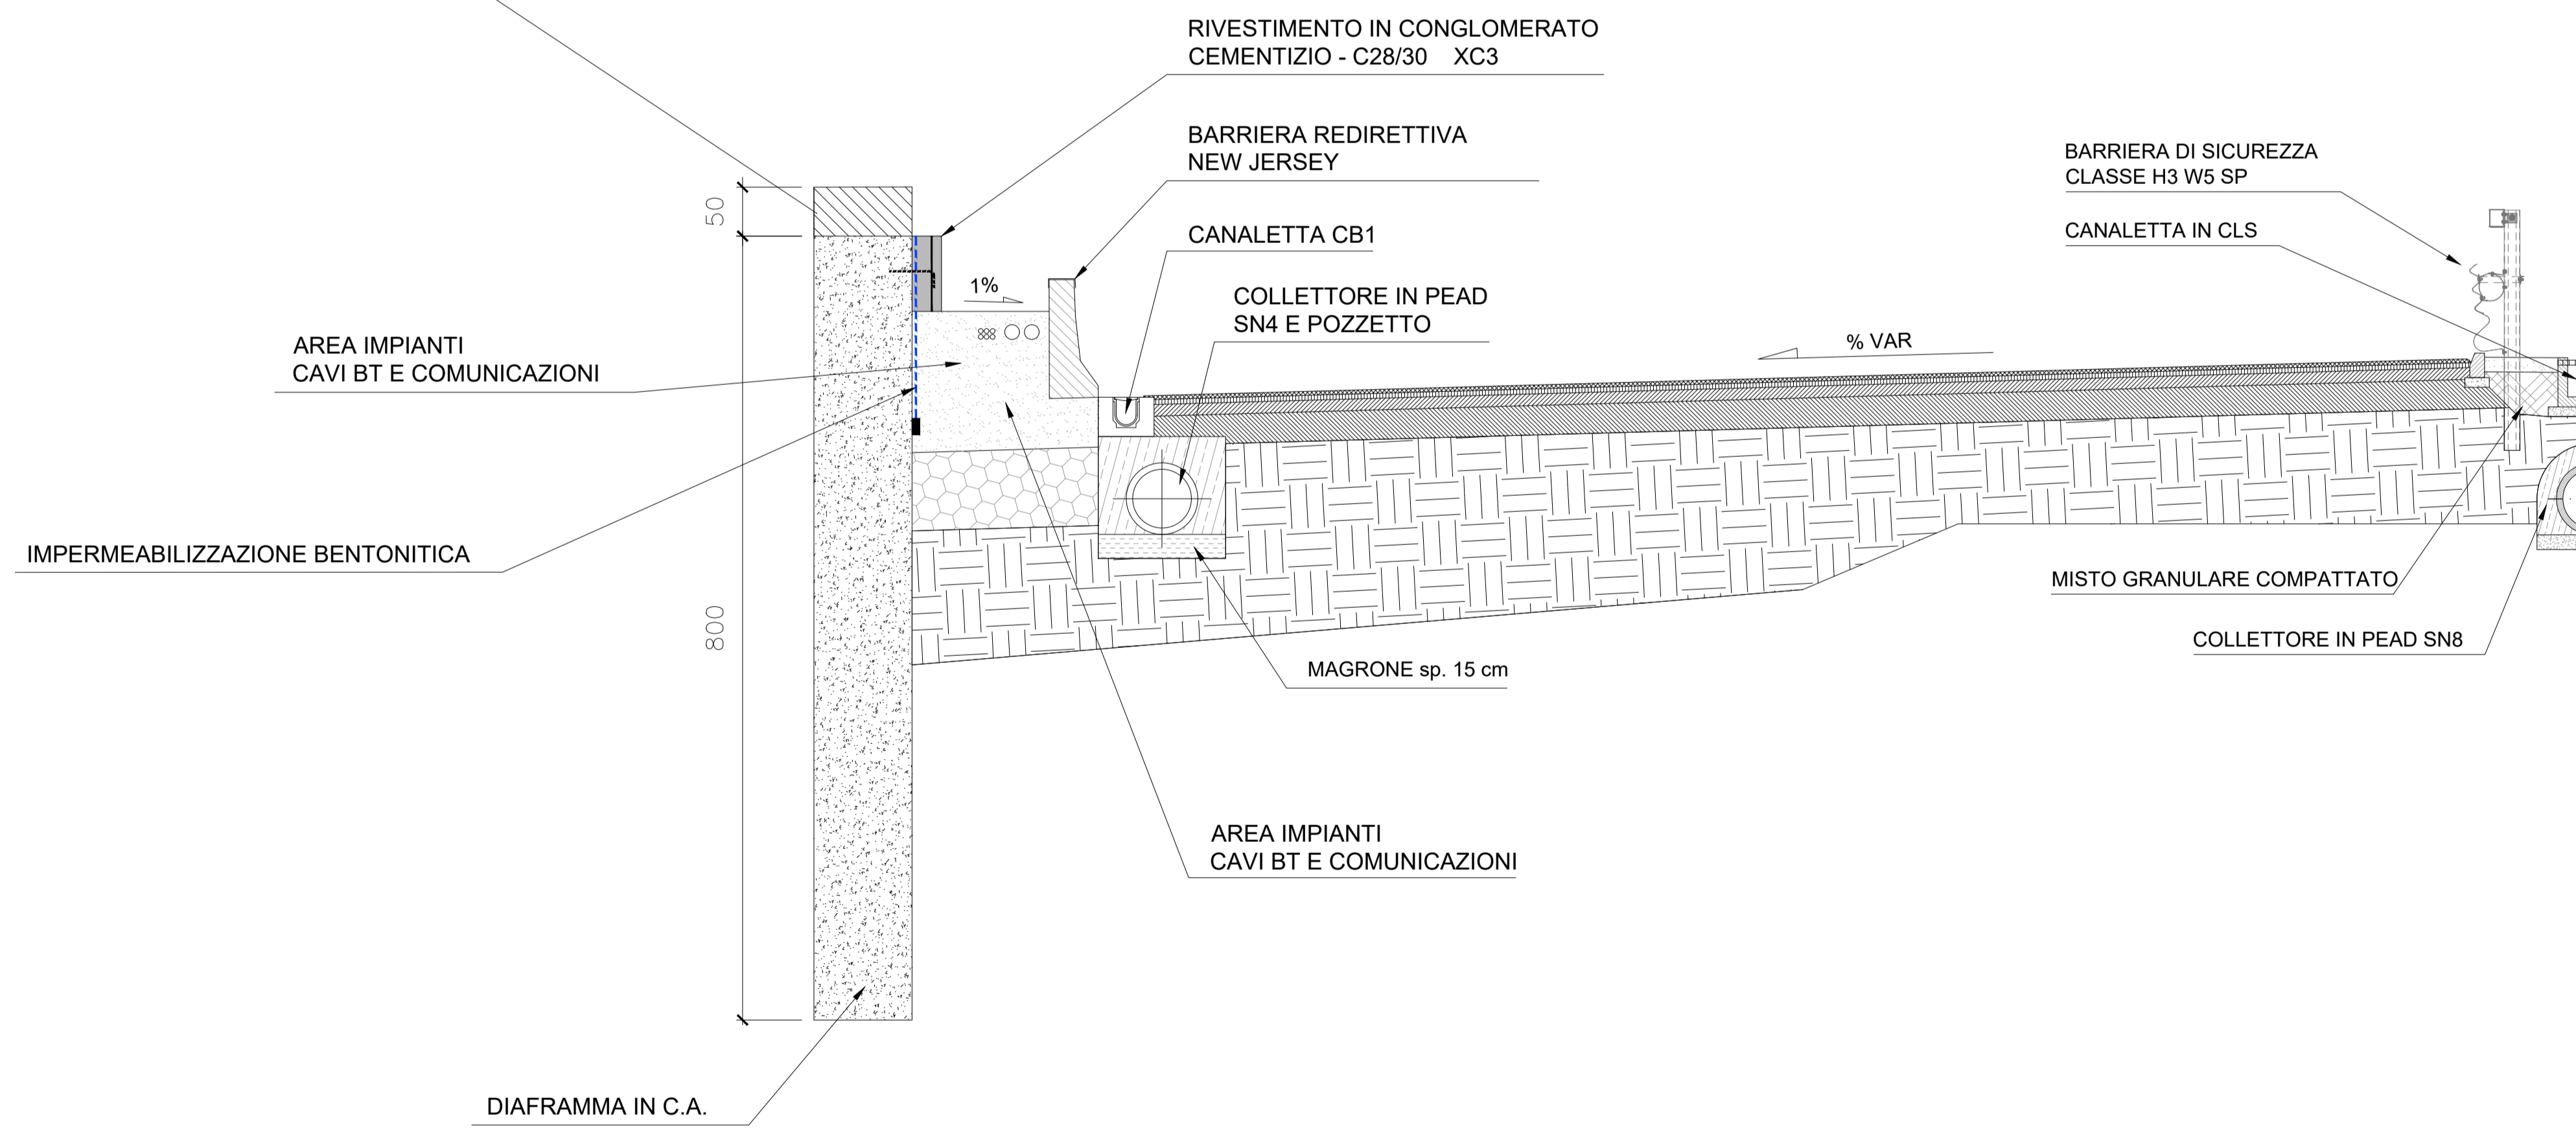 RIVESTIMENTO IN CONGLOMERATO
CEMENTIZIO - C28/30 XC3
BARRIERA REDIRETTIVA
NEW JERSEY
BARRIERA DI SICUREZZA
CLASSE H3 W5 SP
50
CANALETTA CB1
CANALETTA IN CLS
1%
COLLETTORE IN PEAD
SN4 E POZZETTO
% VAR
AREA IMPIANTI
CAVI BT E COMUNICAZIONI
IMPERMEABILIZZAZIONE BENTONITICA
MISTO GRANULARE COMPATTATO
800
COLLETTORE IN PEAD SN8
MAGRONE sp. 15 cm
AREA IMPIANTI
CAVI BT E COMUNICAZIONI
DIAFRAMMA IN C.A.